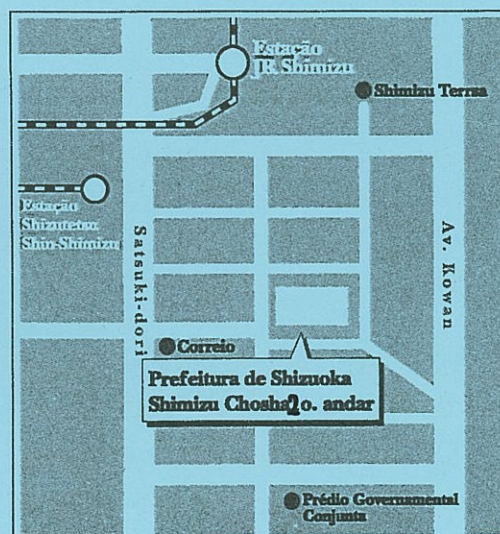 Estação
JR Shimizu
Shimizu Terrsa
Estação
Shizutetsu
Shin-Shimizu
Satsuki-dori
Av. Kowan
Correio
Prefeitura de Shizuoka
Shimizu Chosha 2o. andar
Prédio Governamental
Conjunta